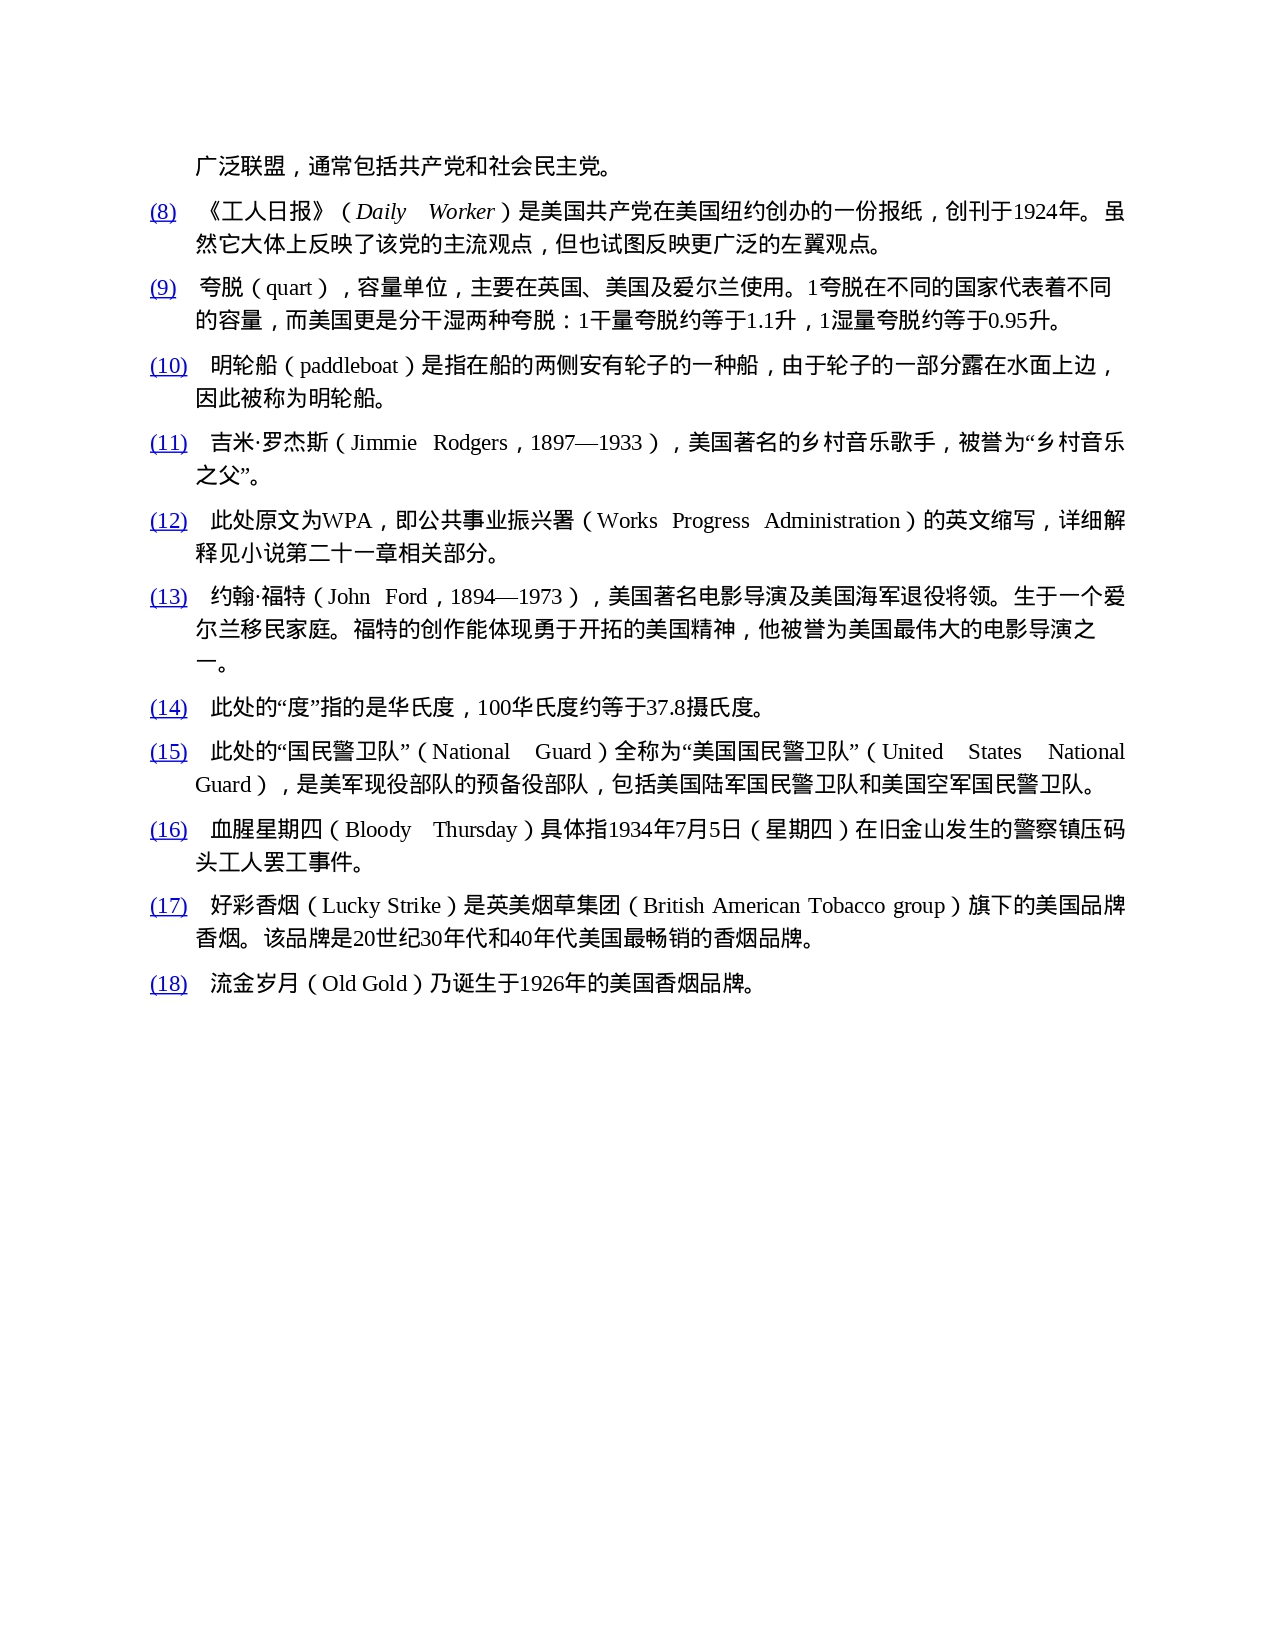 广泛联盟，通常包括共产党和社会民主党。
(8) 《工人日报》（Daily Worker）是美国共产党在美国纽约创办的一份报纸，创刊于1924年。虽
然它大体上反映了该党的主流观点，但也试图反映更广泛的左翼观点。
(9) 夸脱（quart），容量单位，主要在英国、美国及爱尔兰使用。1夸脱在不同的国家代表着不同
的容量，而美国更是分干湿两种夸脱：1干量夸脱约等于1.1升，1湿量夸脱约等于0.95升。
(10) 明轮船（paddleboat）是指在船的两侧安有轮子的一种船，由于轮子的一部分露在水面上边，
因此被称为明轮船。
(11) 吉米·罗杰斯（Jimmie Rodgers，1897—1933），美国著名的乡村音乐歌手，被誉为“乡村音乐
之父”。
(12) 此处原文为WPA，即公共事业振兴署（Works Progress Administration）的英文缩写，详细解
释见小说第二十一章相关部分。
(13) 约翰·福特（John Ford，1894—1973），美国著名电影导演及美国海军退役将领。生于一个爱
尔兰移民家庭。福特的创作能体现勇于开拓的美国精神，他被誉为美国最伟大的电影导演之
一。
(14) 此处的“度”指的是华氏度，100华氏度约等于37.8摄氏度。
(15) 此处的“国民警卫队”（National Guard）全称为“美国国民警卫队”（United States National
Guard），是美军现役部队的预备役部队，包括美国陆军国民警卫队和美国空军国民警卫队。
(16) 血腥星期四（Bloody Thursday）具体指1934年7月5日（星期四）在旧金山发生的警察镇压码
头工人罢工事件。
(17) 好彩香烟（Lucky Strike）是英美烟草集团（British American Tobacco group）旗下的美国品牌
香烟。该品牌是20世纪30年代和40年代美国最畅销的香烟品牌。
(18) 流金岁月（Old Gold）乃诞生于1926年的美国香烟品牌。